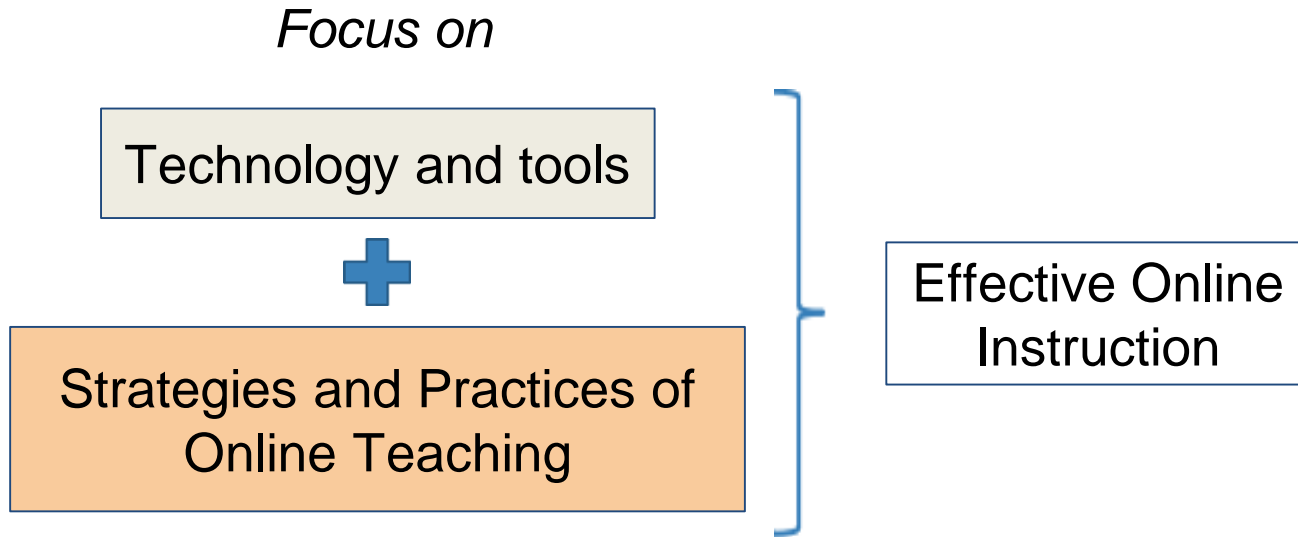 Focus on
Technology and tools
Strategies and Practices of
Online Teaching
Effective Online
Instruction